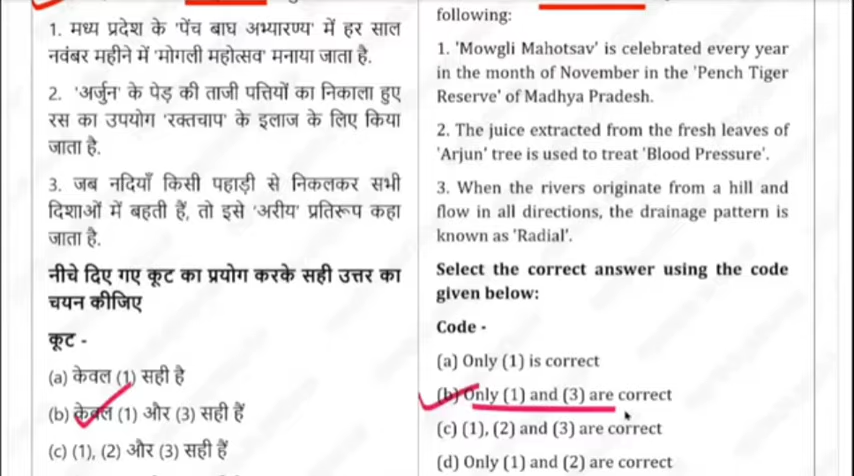 1. मध्य प्रदेश के 'पेंच बाघ अभ्यारण्य' में हर साल
नवंबर महीने में 'मोगली महोत्सव' मनाया जाता है.
2. 'अर्जुन' के पेड़ की ताजी पत्तियों का निकाला हुए
रस का उपयोग 'रक्तचाप' के इलाज के लिए किया
जाता है.
3. जब नदियाँ किसी पहाड़ी से निकलकर सभी
दिशाओं में बहती हैं, तो इसे 'अरीय' प्रतिरूप कहा
जाता है.
नीचे दिए गए कूट का प्रयोग करके सही उत्तर का
चयन कीजिए
कूट -
(a) केवल (1) सही है
(b) केवल (1) और (3) सही हैं
(c) (1), (2) और (3) सही हैं
following:
1. 'Mowgli Mahotsav' is celebrated every year
in the month of November in the 'Pench Tiger
Reserve' of Madhya Pradesh.
2. The juice extracted from the fresh leaves of
'Arjun' tree is used to treat 'Blood Pressure'.
3. When the rivers originate from a hill and
flow in all directions, the drainage pattern is
known as 'Radial'.
Select the correct answer using the code
given below:
Code -
(a) Only (1) is correct
(b) Only (1) and (3) are correct
(c) (1), (2) and (3) are correct
(d) Only (1) and (2) are correct